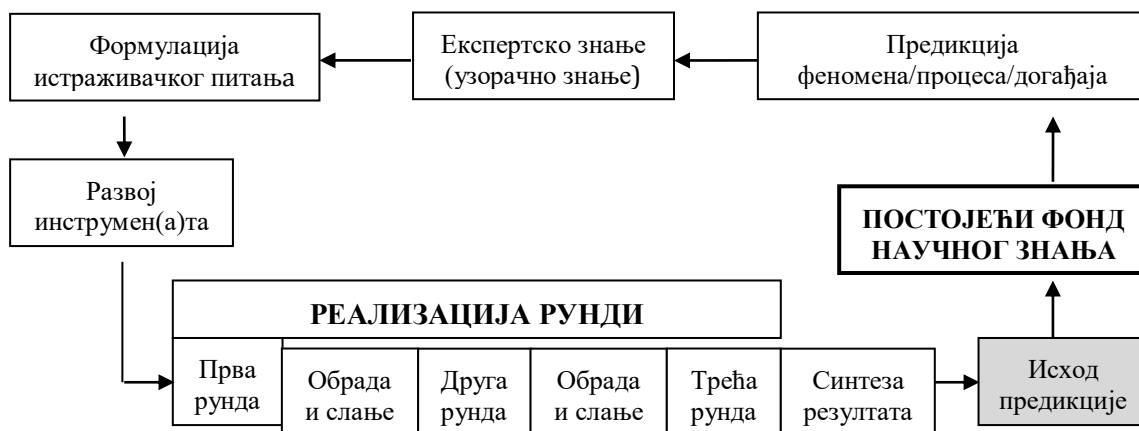 Формулација
истраживачког питања
Експертско знање
(узорачно знање)
Предикција
феномена/процеса/догађаја
Развој
инструмен(а)та
ПОСТОЈЕЋИ ФОНД
НАУЧНОГ ЗНАЊА
РЕАЛИЗАЦИЈА РУНДИ
Прва
рунда
Обрада
и слање
Друга
рунда
Обрада
и слање
Трећа
рунда
Синтеза
резултата
Исход
предикције